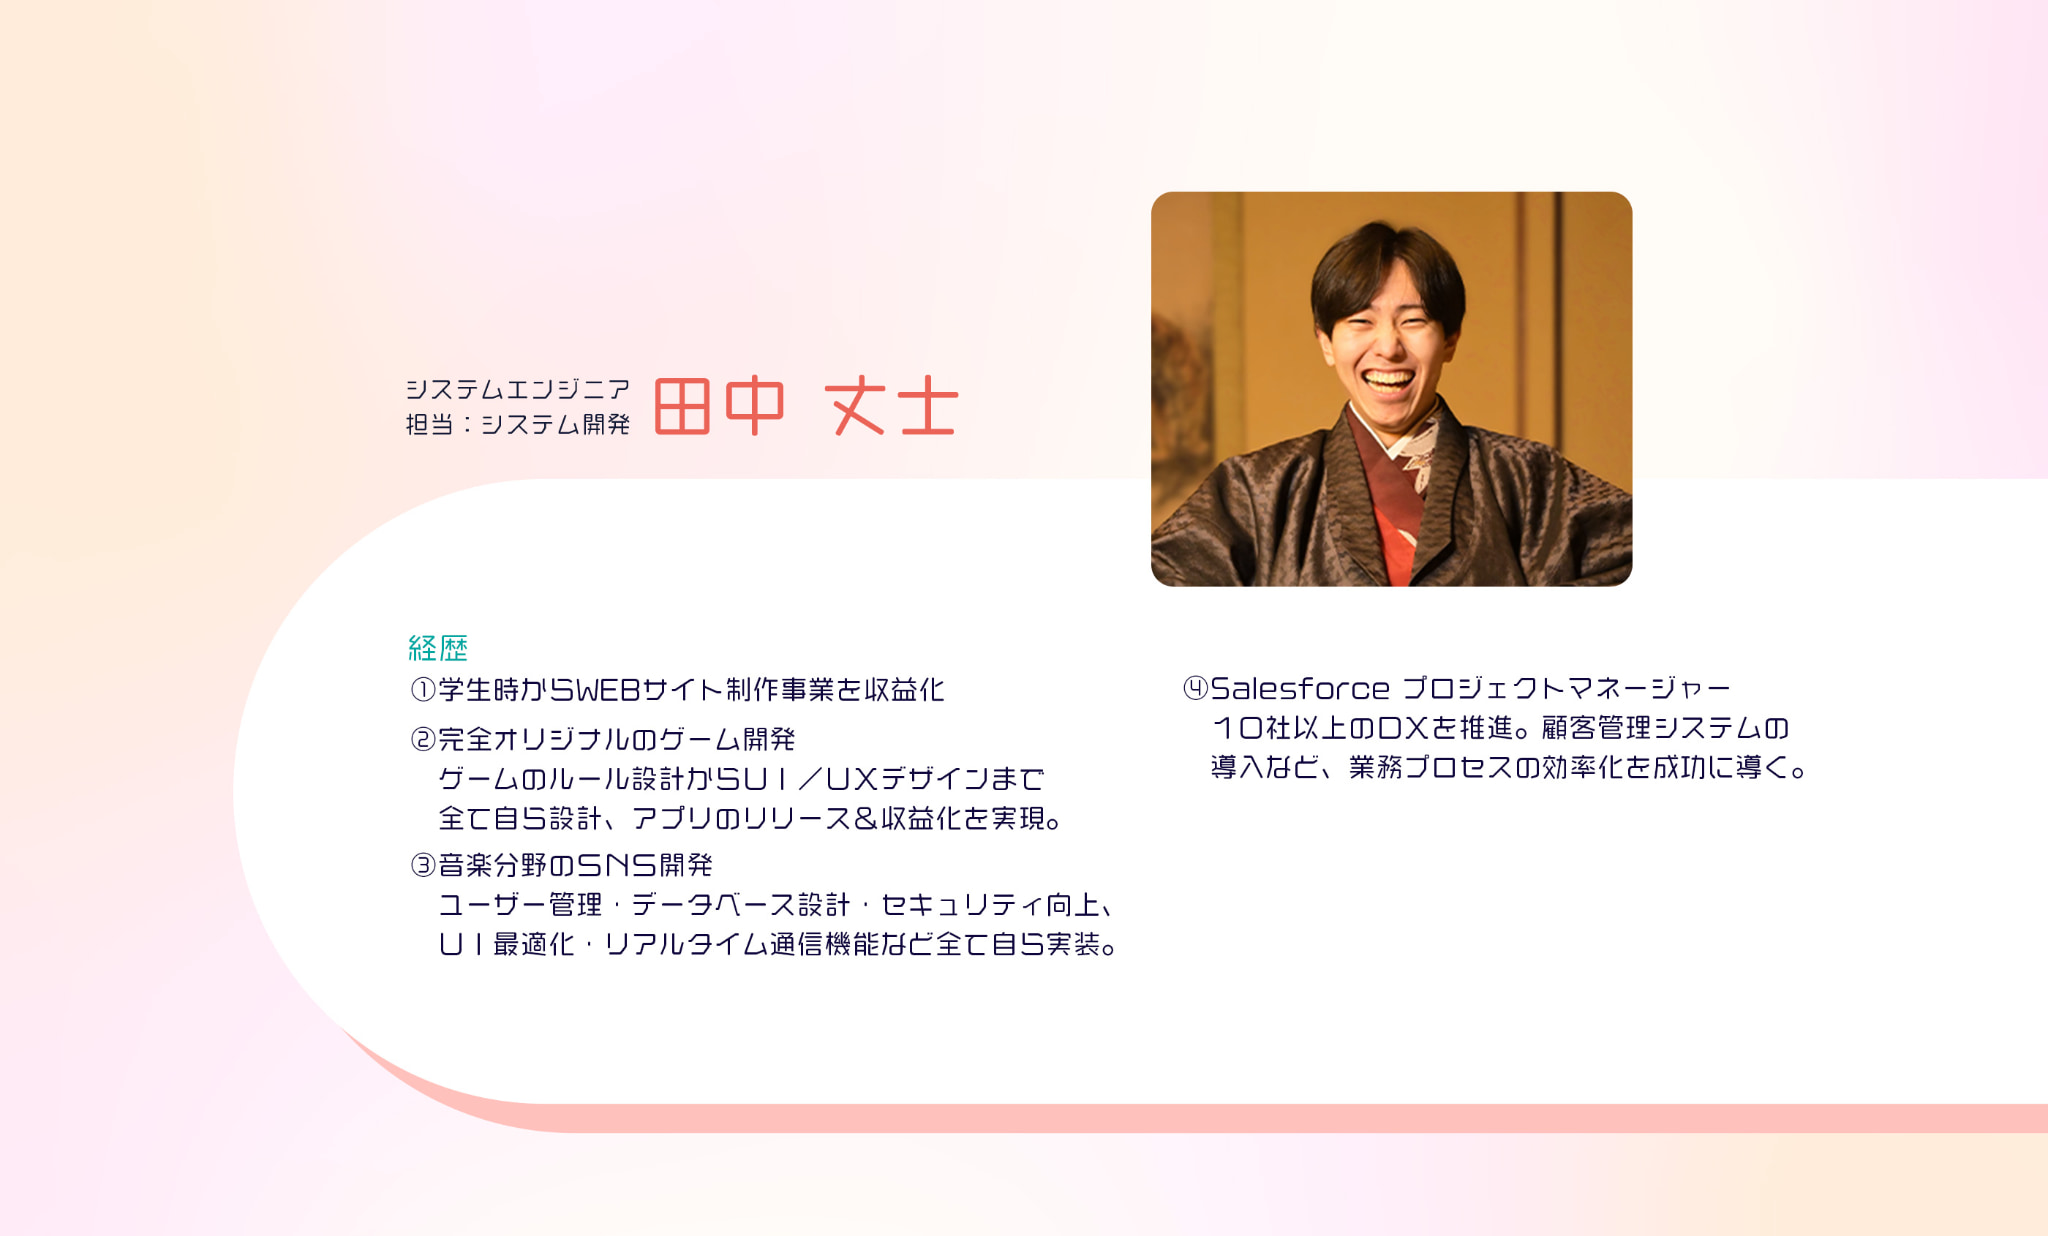 システムエンジニア
担当：システム開発
田中 丈士
経歴
①学生時からWEBサイト制作事業を収益化
②完全オリジナルのゲーム開発
ゲームのルール設計からUI／UXデザインまで
全て自ら設計、アプリのリリース＆収益化を実現。
③音楽分野のSNS開発
ユーザー管理・データベース設計・セキュリティ向上、
UI最適化・リアルタイム通信機能など全て自ら実装。
④Salesforce プロジェクトマネージャー
10社以上のDXを推進。顧客管理システムの
導入など、業務プロセスの効率化を成功に導く。